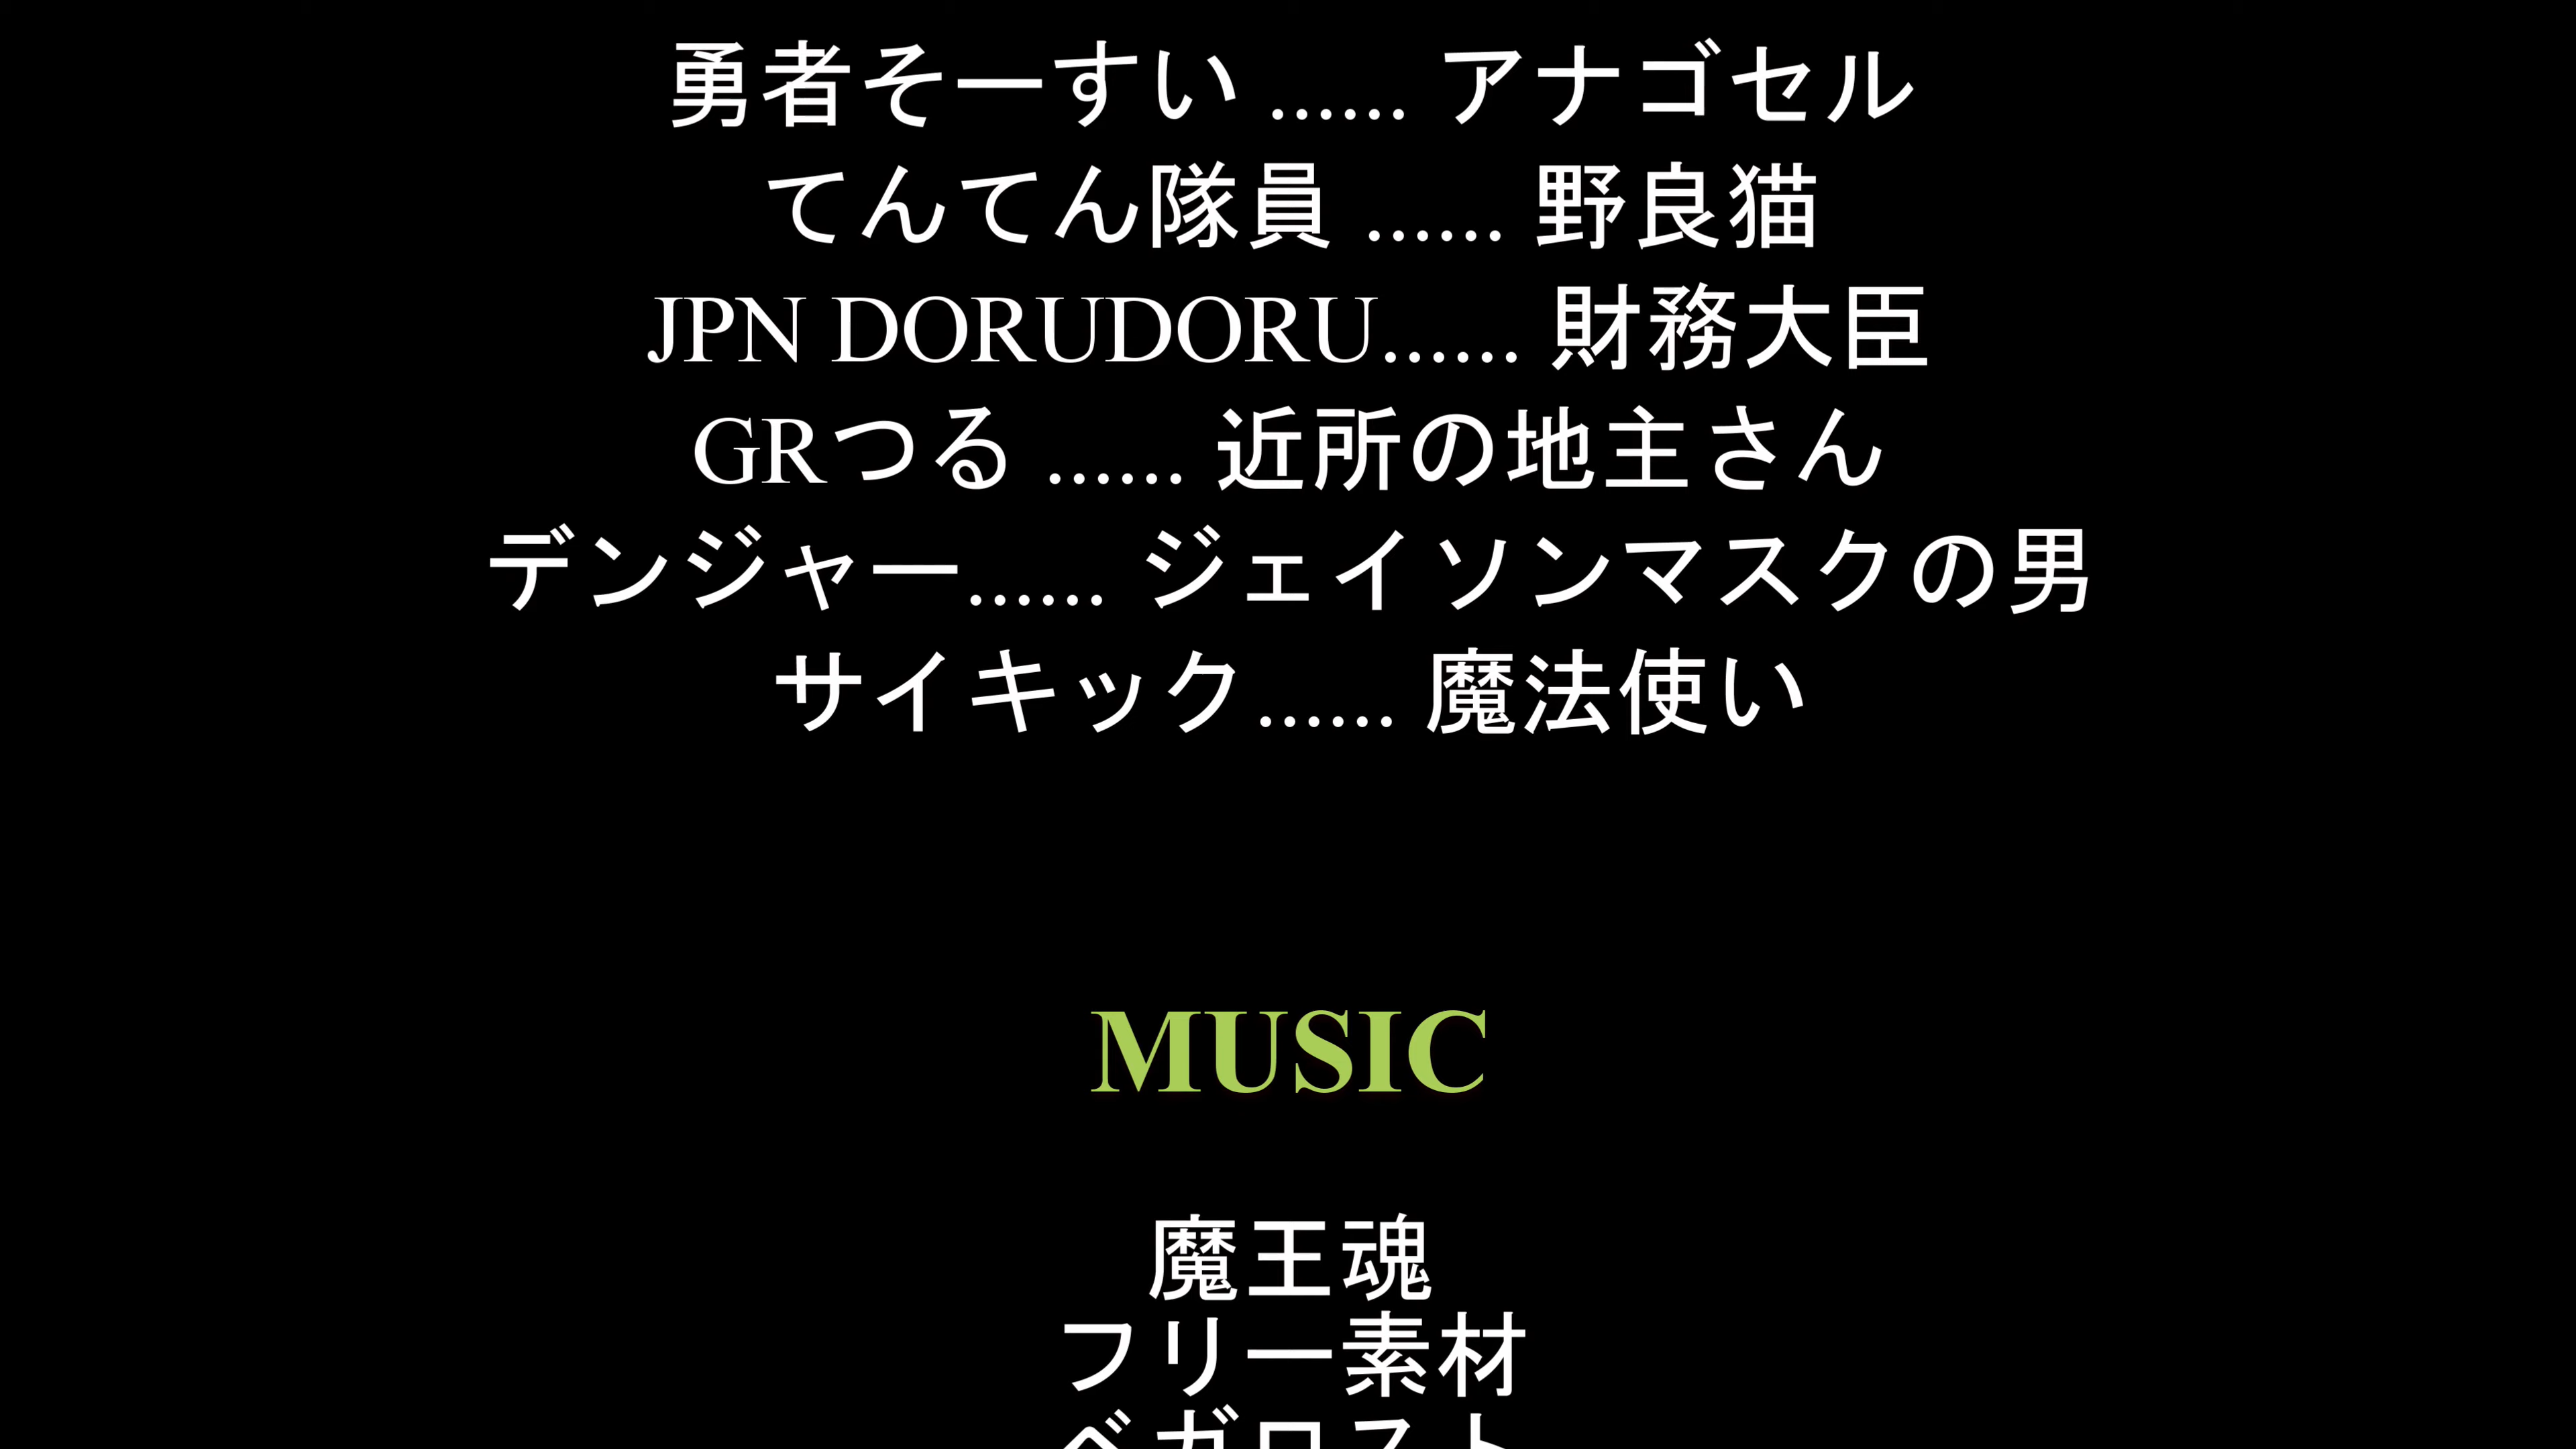 勇者そーすい ...... アナゴセル
てんてん隊員 ...... 野良猫
JPN DORUDORU...... 財務大臣
GRつる ...... 近所の地主さん
デンジャー...... ジェイソンマスクの男
サイキック...... 魔法使い
MUSIC
魔王魂
フリー素材